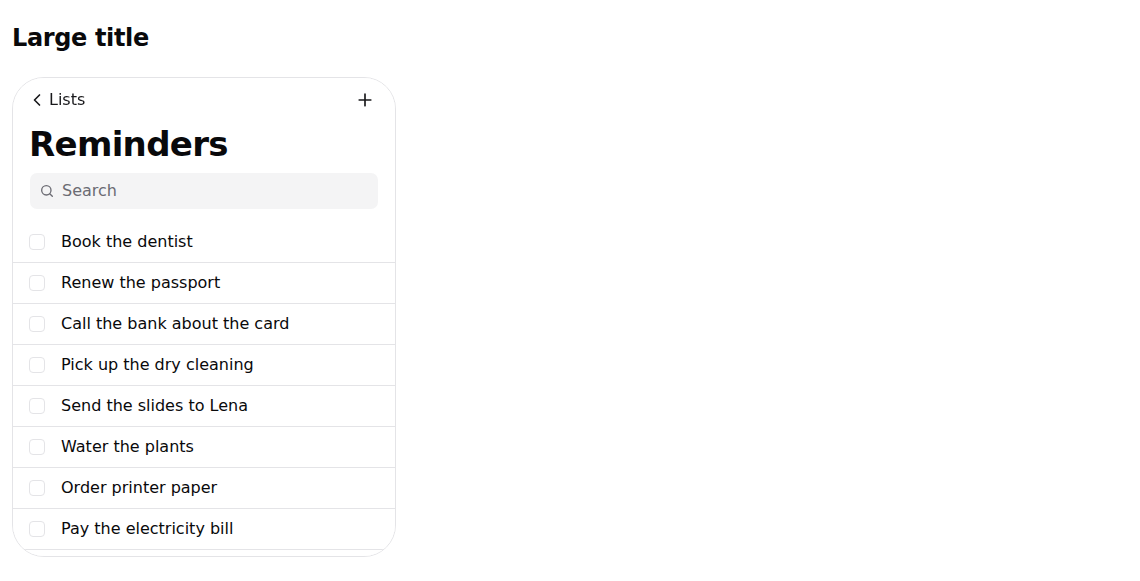 Large title
Lists
Reminders
Search
Book the dentist
Renew the passport
Call the bank about the card
Pick up the dry cleaning
Send the slides to Lena
Water the plants
Order printer paper
Pay the electricity bill